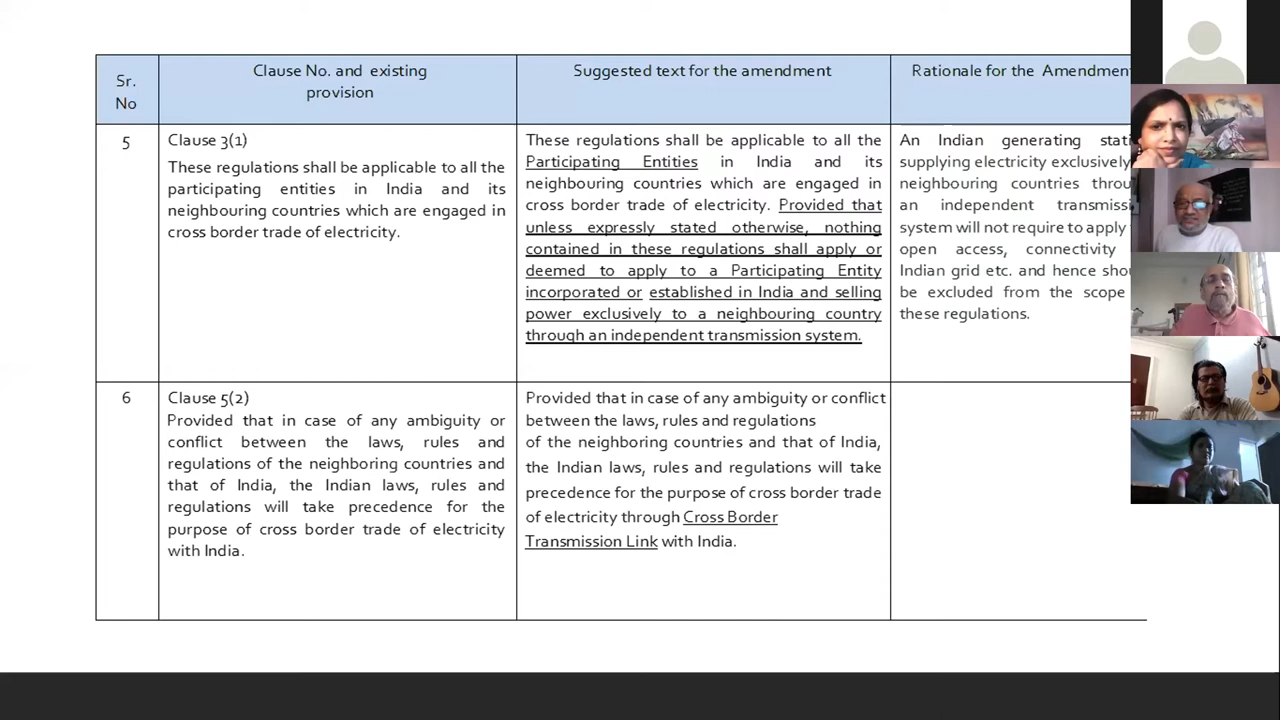 Sr.
No
Clause No. and existing
provision
Suggested text for the amendment
Rationale for the Amendment
5
Clause 3(1)
These regulations shall be applicable to all the
participating entities in India and its
neighbouring countries which are engaged in
cross border trade of electricity.
These regulations shall be applicable to all the
Participating Entities in India and its
neighbouring countries which are engaged in
cross border trade of electricity. Provided that
unless expressly stated otherwise, nothing
contained in these regulations shall apply or
deemed to apply to a Participating Entity
incorporated or established in India and selling
power exclusively to a neighbouring country
through an independent transmission system.
An Indian generating
supplying electricity exclusively
neighbouring countries
an independent
system will not require to apply
open access, connectivity
Indian grid etc. and hence
be excluded from the scope
these regulations.
6
Clause 5(2)
Provided that in case of any ambiguity or
conflict between the laws, rules and
regulations of the neighboring countries and
that of India, the Indian laws, rules and
regulations will take precedence for the
purpose of cross border trade of electricity
with India.
Provided that in case of any ambiguity or conflict
between the laws, rules and regulations
of the neighboring countries and that of India,
the Indian laws, rules and regulations will take
precedence for the purpose of cross border trade
of electricity through Cross Border
Transmission Link with India.